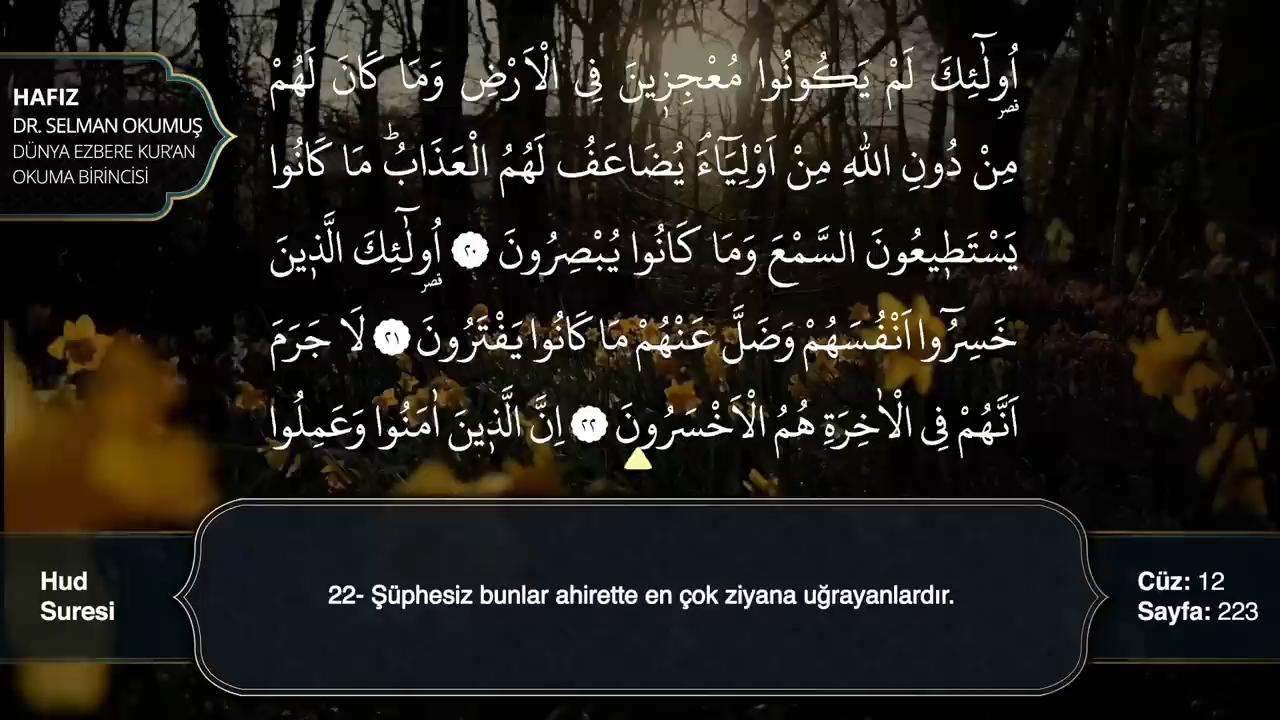 HAFIZ
DR. SELMAN OKUMUŞ
DÜNYA EZBERE KUR'AN
OKUMA BİRİNCİSİ
اُو۬لٰٓئِكَ لَمْ يَكُونُوا مُعْجِز۪ينَ فِي الْاَرْضِ وَمَا كَانَ لَهُمْ
قصر
مِنْ دُونِ اللّٰهِ مِنْ اَوْلِيَٓاءَۢ يُضَاعَفُ لَهُمُ الْعَذَابُۜ مَا كَانُوا
يَسْتَط۪يعُونَ السَّمْعَ وَمَا كَانُوا يُبْصِرُونَ ﴿٢٠﴾ اُو۬لٰٓئِكَ الَّذ۪ينَ
قصر
خَسِرُٓوا اَنْفُسَهُمْ وَضَلَّ عَنْهُمْ مَا كَانُوا يَفْتَرُونَ ﴿٢١﴾ لَا جَرَمَ
اَنَّهُمْ فِي الْاٰخِرَةِ هُمُ الْاَخْسَرُونَ ﴿٢٢﴾ اِنَّ الَّذ۪ينَ اٰمَنُوا وَعَمِلُوا
Hud
Suresi
22- Şüphesiz bunlar ahirette en çok ziyana uğrayanlardır.
Cüz: 12
Sayfa: 223